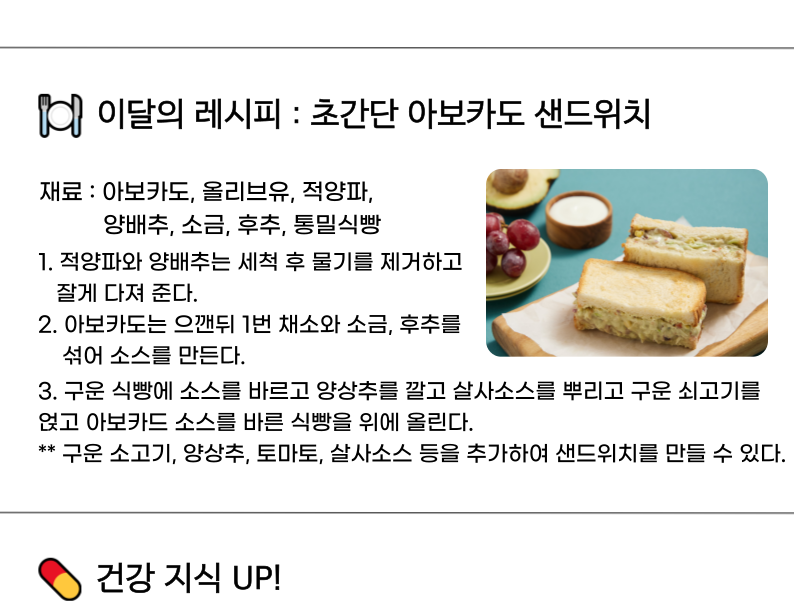 이달의 레시피 : 초간단 아보카도 샌드위치
재료 : 아보카도, 올리브유, 적양파,
양배추, 소금, 후추, 통밀식빵
1. 적양파와 양배추는 세척 후 물기를 제거하고
잘게 다져 준다.
2. 아보카도는 으깬뒤 1번 채소와 소금, 후추를
섞어 소스를 만든다.
3. 구운 식빵에 소스를 바르고 양상추를 깔고 살사소스를 뿌리고 구운 쇠고기를
얹고 아보카드 소스를 바른 식빵을 위에 올린다.
** 구운 소고기, 양상추, 토마토, 살사소스 등을 추가하여 샌드위치를 만들 수 있다.
건강 지식 UP!